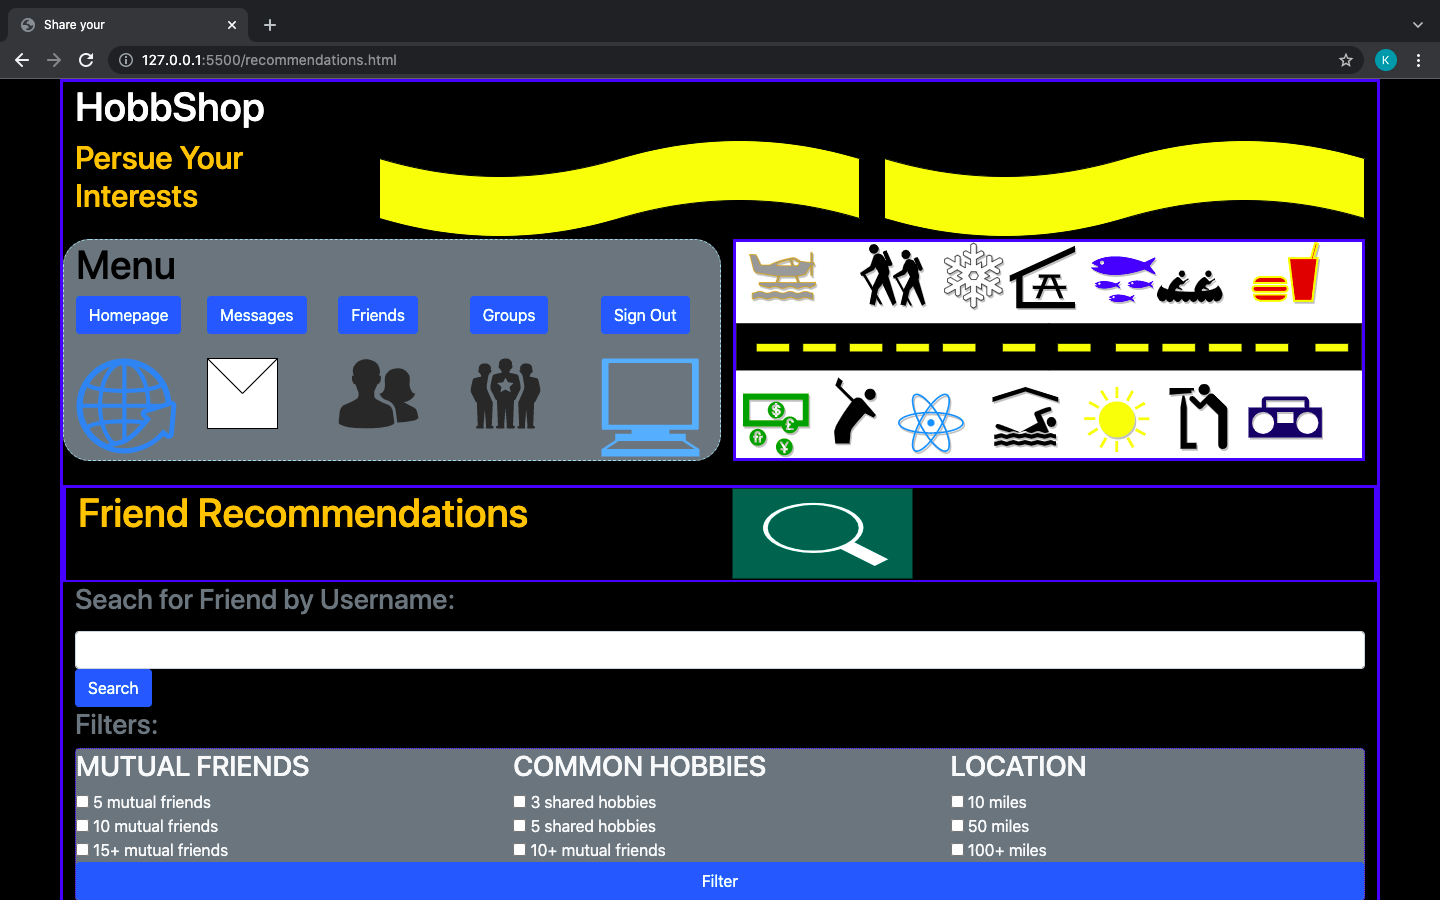 Share your
127.0.0.1:5500/recommendations.html
K
HobbShop
Persue Your
Interests
Menu
Homepage Messages Friends Groups Sign Out
$
£
¥
Friend Recommendations
Seach for Friend by Username:
Search
Filters:
MUTUAL FRIENDS COMMON HOBBIES LOCATION
5 mutual friends 3 shared hobbies 10 miles
10 mutual friends 5 shared hobbies 50 miles
15+ mutual friends 10+ mutual friends 100+ miles
Filter